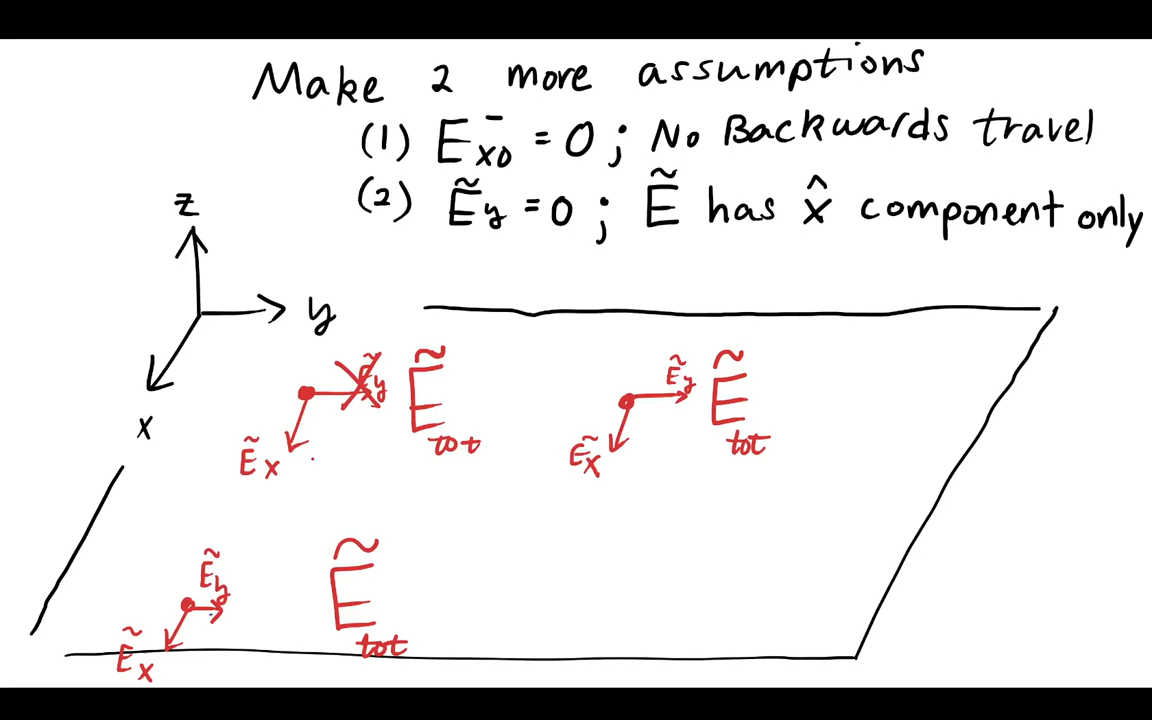 Make 2 more assumptions
(1) E⁻x0 = 0 ; No Backwards travel
(2) Ẽy = 0 ; Ẽ has x̂ component only
z
y
x
Ẽy Ẽtot
Ẽx
Ẽy Ẽtot
Ẽx
Ẽy
Ẽx
Ẽtot